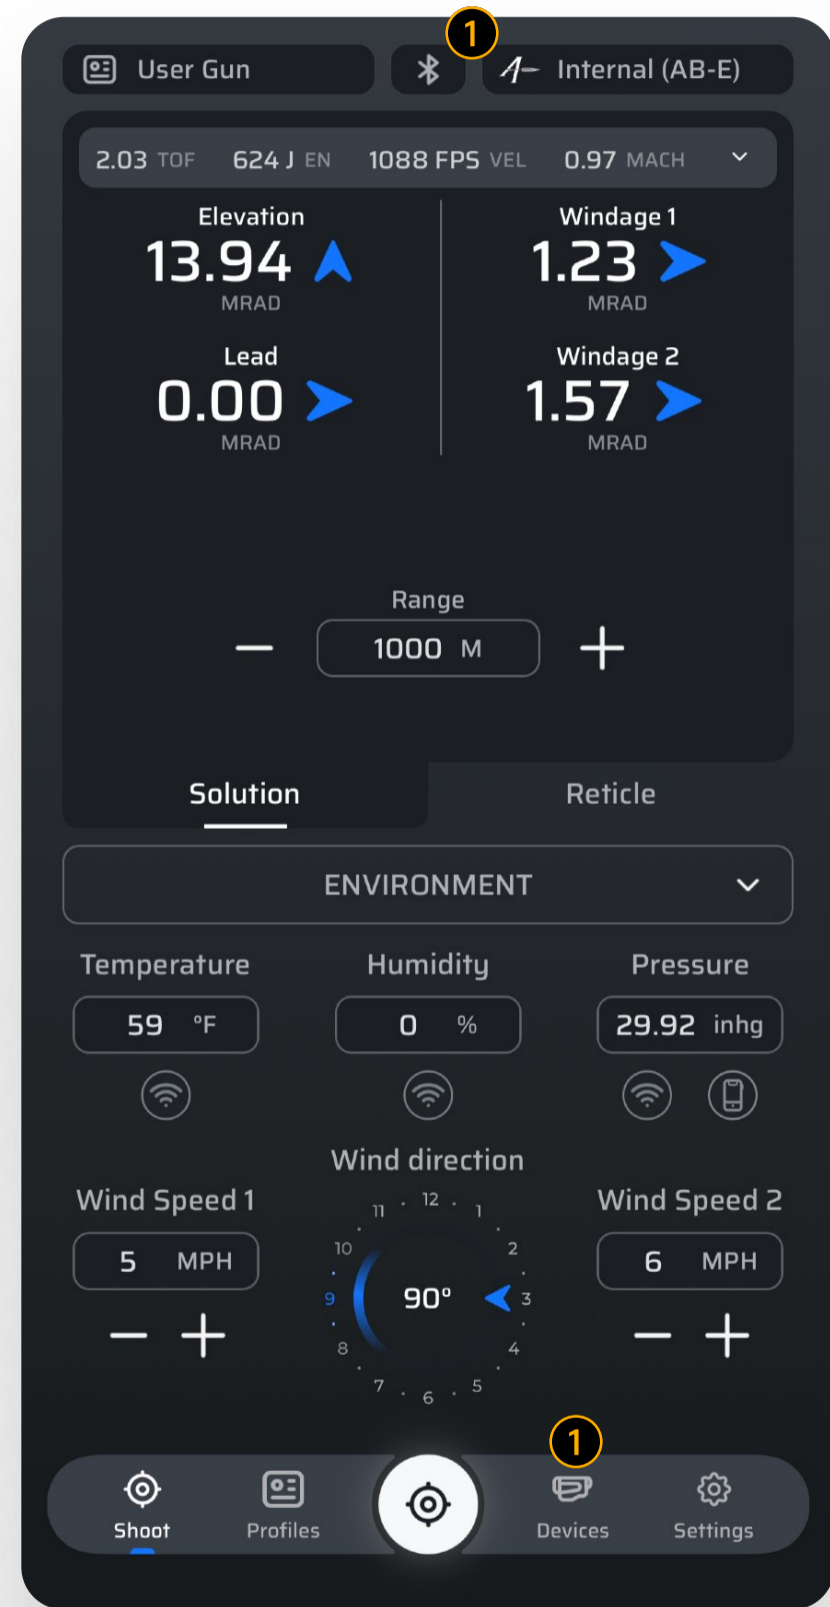 1
User Gun
A- Internal (AB-E)
2.03 TOF 624 J EN 1088 FPS VEL 0.97 MACH
Elevation Windage 1
13.94 1.23
MRAD MRAD
Lead Windage 2
0.00 1.57
MRAD MRAD
Range
— 1000 M +
Solution Reticle
ENVIRONMENT
Temperature Humidity Pressure
59 °F 0 % 29.92 inhg
Wind direction
Wind Speed 1 Wind Speed 2
5 MPH 6 MPH
— + — +
12
11 1
10 2
9 90° 3
8 4
7 5
6
1
Shoot Profiles Devices Settings